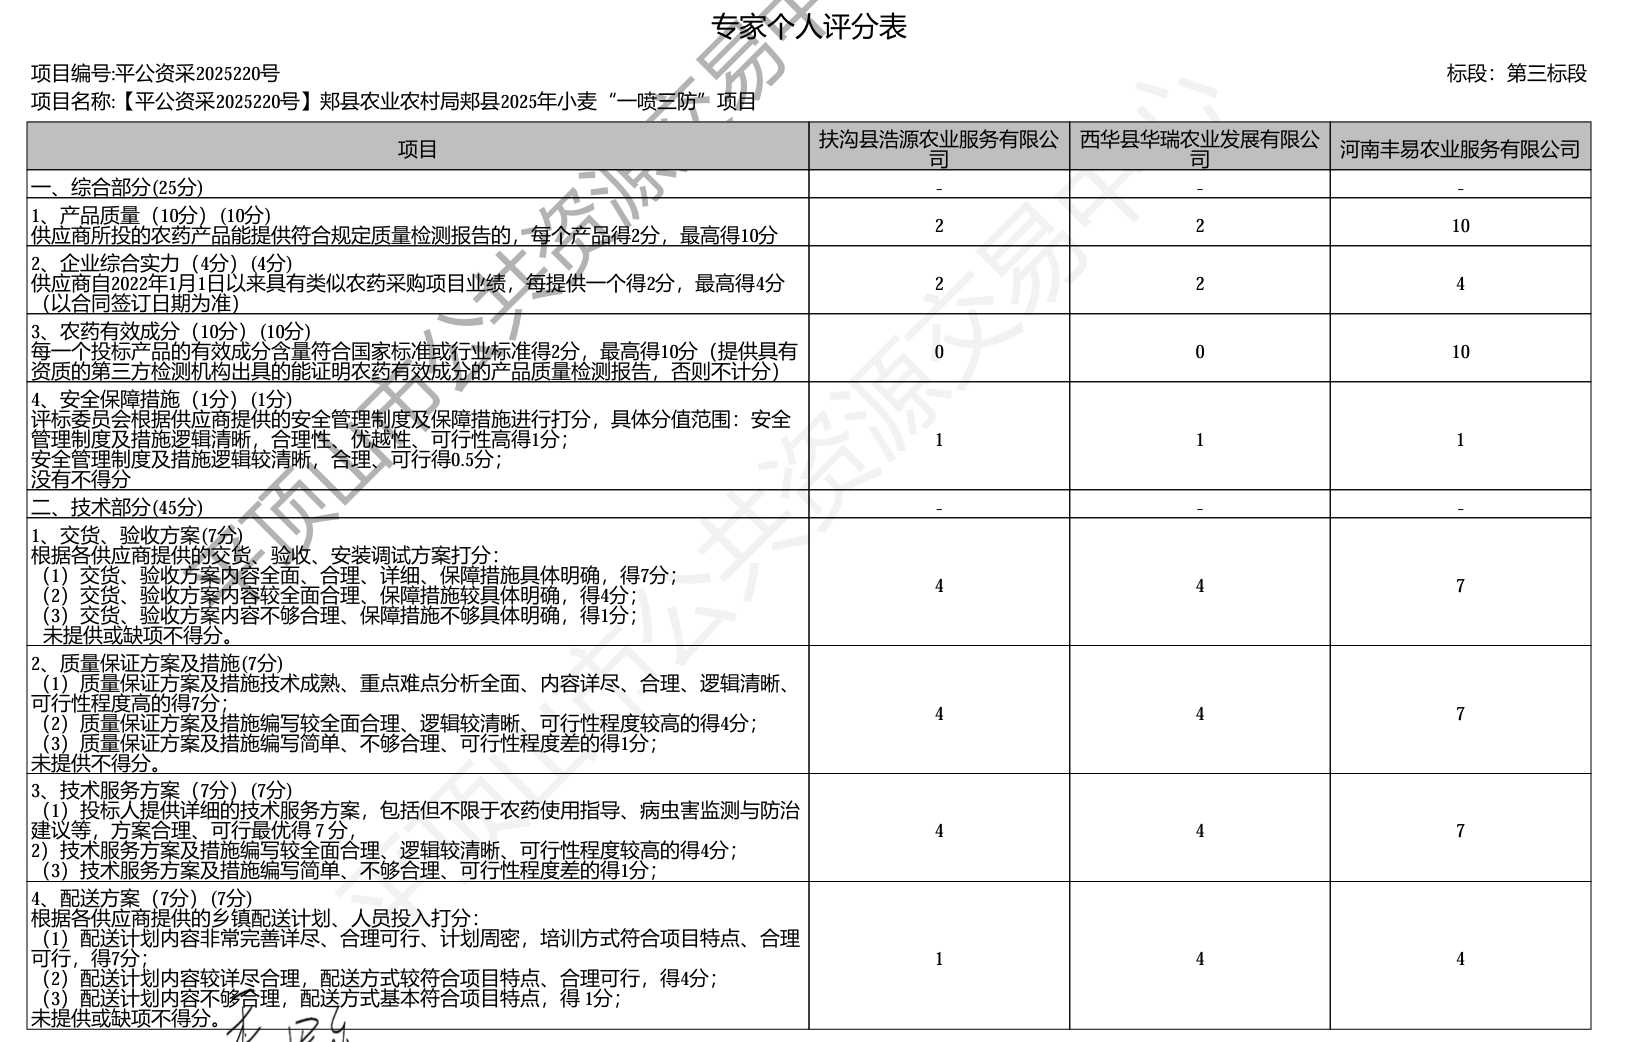 专家个人评分表
项目编号:平公资采2025220号
标段：第三标段
项目名称:【平公资采2025220号】郏县农业农村局郏县2025年小麦“一喷三防”项目
项目 扶沟县浩源农业服务有限公司 西华县华瑞农业发展有限公司 河南丰易农业服务有限公司
一、综合部分(25分) - - -
1、产品质量（10分）(10分)
供应商所投的农药产品能提供符合规定质量检测报告的，每个产品得2分，最高得10分
2 2 10
2、企业综合实力（4分）(4分)
供应商自2022年1月1日以来具有类似农药采购项目业绩，每提供一个得2分，最高得4分
（以合同签订日期为准）
2 2 4
3、农药有效成分（10分）(10分)
每一个投标产品的有效成分含量符合国家标准或行业标准得2分，最高得10分（提供具有
资质的第三方检测机构出具的能证明农药有效成分的产品质量检测报告，否则不计分）
0 0 10
4、安全保障措施（1分）(1分)
评标委员会根据供应商提供的安全管理制度及保障措施进行打分，具体分值范围：安全
管理制度及措施逻辑清晰，合理性、优越性、可行性高得1分；
安全管理制度及措施逻辑较清晰，合理、可行得0.5分；
没有不得分
1 1 1
二、技术部分(45分) - - -
1、交货、验收方案(7分)
根据各供应商提供的交货、验收、安装调试方案打分：
（1）交货、验收方案内容全面、合理、详细、保障措施具体明确，得7分；
（2）交货、验收方案内容较全面合理、保障措施较具体明确，得4分；
（3）交货、验收方案内容不够合理、保障措施不够具体明确，得1分；
未提供或缺项不得分。
4 4 7
2、质量保证方案及措施(7分)
（1）质量保证方案及措施技术成熟、重点难点分析全面、内容详尽、合理、逻辑清晰、
可行性程度高的得7分；
（2）质量保证方案及措施编写较全面合理、逻辑较清晰、可行性程度较高的得4分；
（3）质量保证方案及措施编写简单、不够合理、可行性程度差的得1分；
未提供不得分。
4 4 7
3、技术服务方案（7分）(7分)
（1）投标人提供详细的技术服务方案，包括但不限于农药使用指导、病虫害监测与防治
建议等，方案合理、可行最优得 7 分，
2）技术服务方案及措施编写较全面合理、逻辑较清晰、可行性程度较高的得4分；
（3）技术服务方案及措施编写简单、不够合理、可行性程度差的得1分；
4 4 7
4、配送方案（7分）(7分)
根据各供应商提供的乡镇配送计划、人员投入打分：
（1）配送计划内容非常完善详尽、合理可行、计划周密，培训方式符合项目特点、合理
可行，得7分；
（2）配送计划内容较详尽合理，配送方式较符合项目特点、合理可行，得4分；
（3）配送计划内容不够合理，配送方式基本符合项目特点，得 1分；
未提供或缺项不得分。
1 4 4
平顶山市公共资源交易中
平顶山市公共资源交易中心